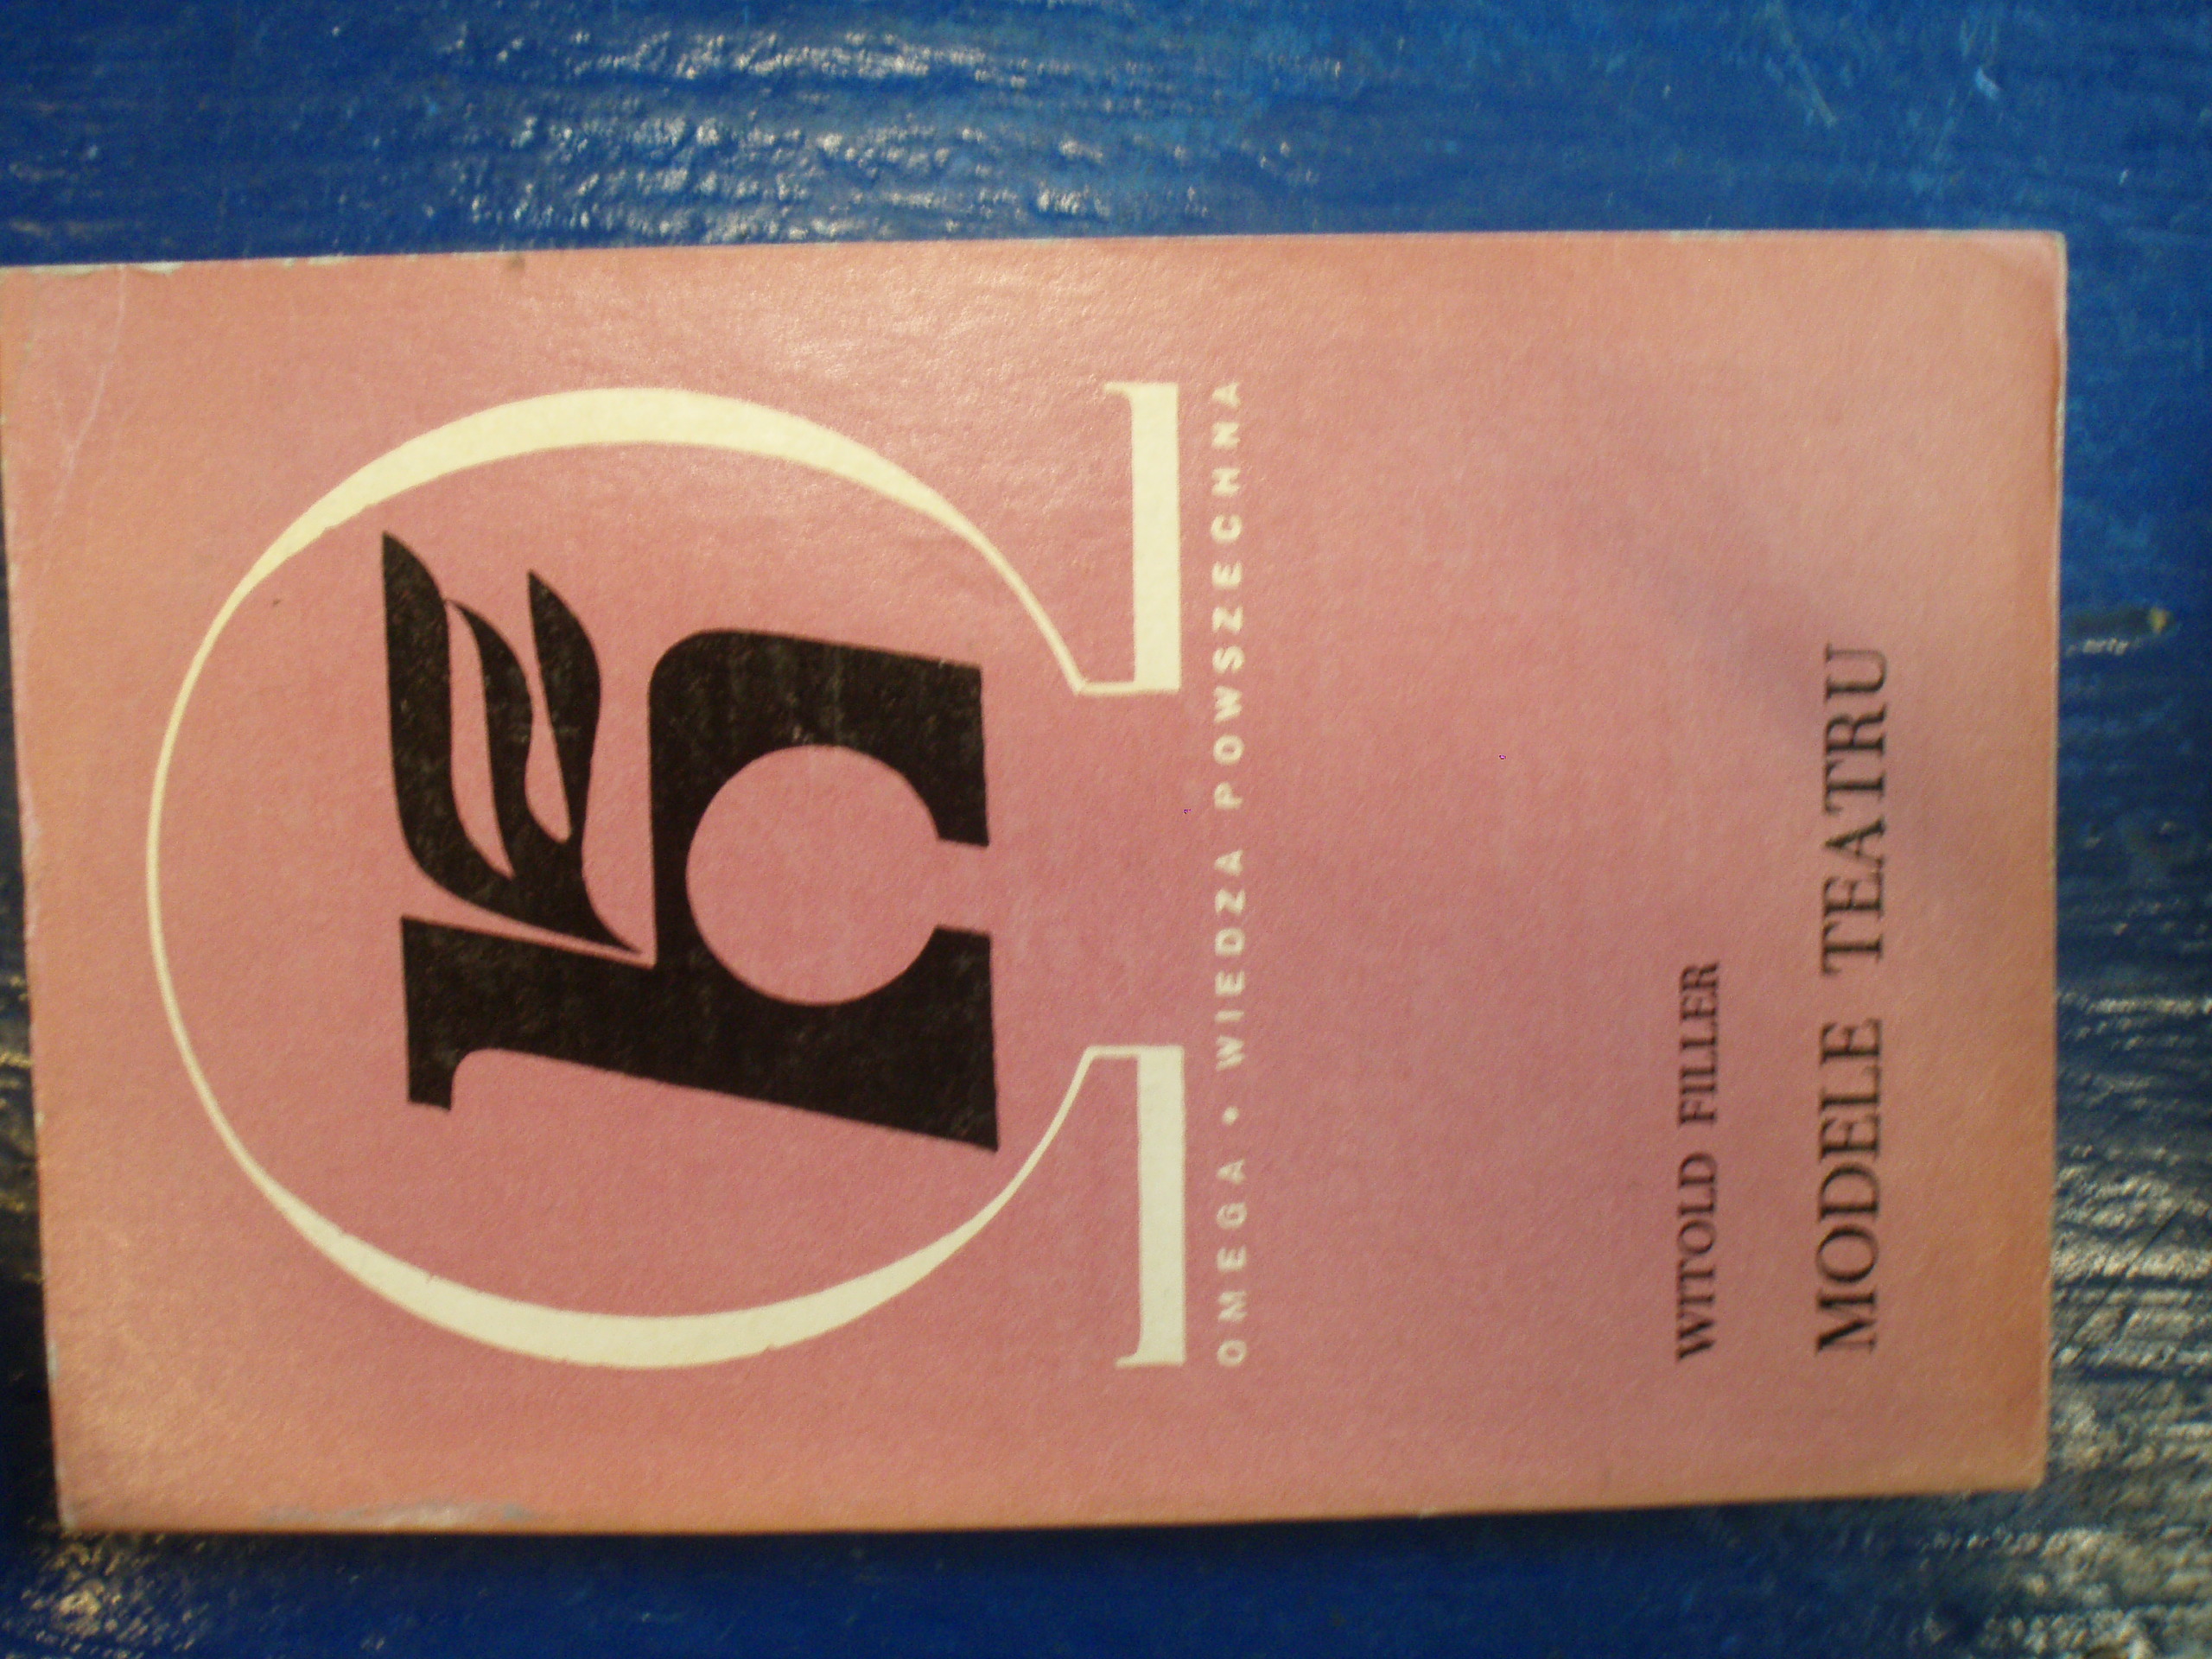 OMEGA • WIEDZA POWSZECHNA
WITOLD FILLER
MODELE TEATRU